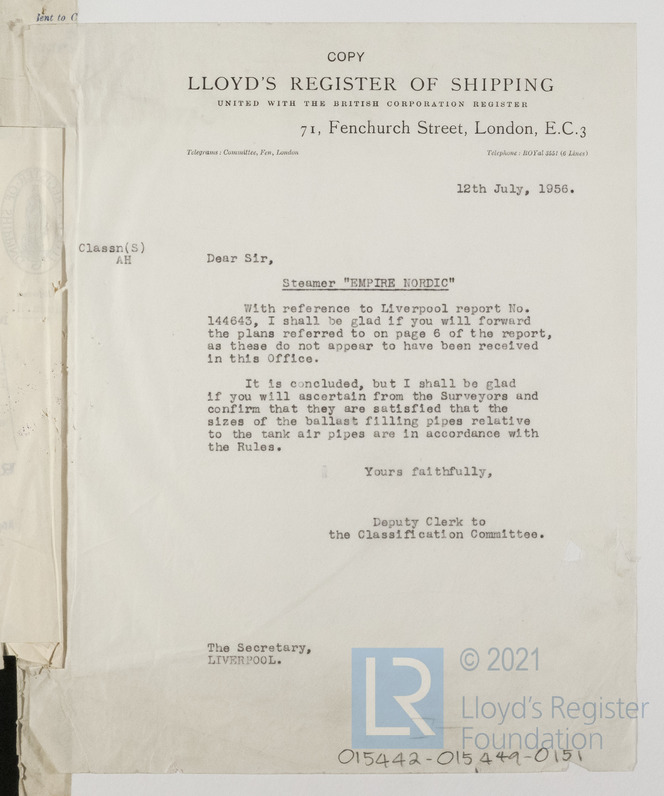 ent to C
COPY
LLOYD'S REGISTER OF SHIPPING
UNITED WITH THE BRITISH CORPORATION REGISTER
71, Fenchurch Street, London, E.C.3
Telegrams: Committee, Fen, London
Telephone: ROYal 3551 (6 Lines)
12th July, 1956.
Classn(S)
AH
Dear Sir,
Steamer "EMPIRE NORDIC"
With reference to Liverpool report No.
144643, I shall be glad if you will forward
the plans referred to on page 6 of the report,
as these do not appear to have been received
in this Office.
It is concluded, but I shall be glad
if you will ascertain from the Surveyors and
confirm that they are satisfied that the
sizes of the ballast filling pipes relative
to the tank air pipes are in accordance with
the Rules.
Yours faithfully,
Deputy Clerk to
the Classification Committee.
The Secretary,
LIVERPOOL.
LR
© 2021
Lloyd's Register
Foundation
015442-015449-0151